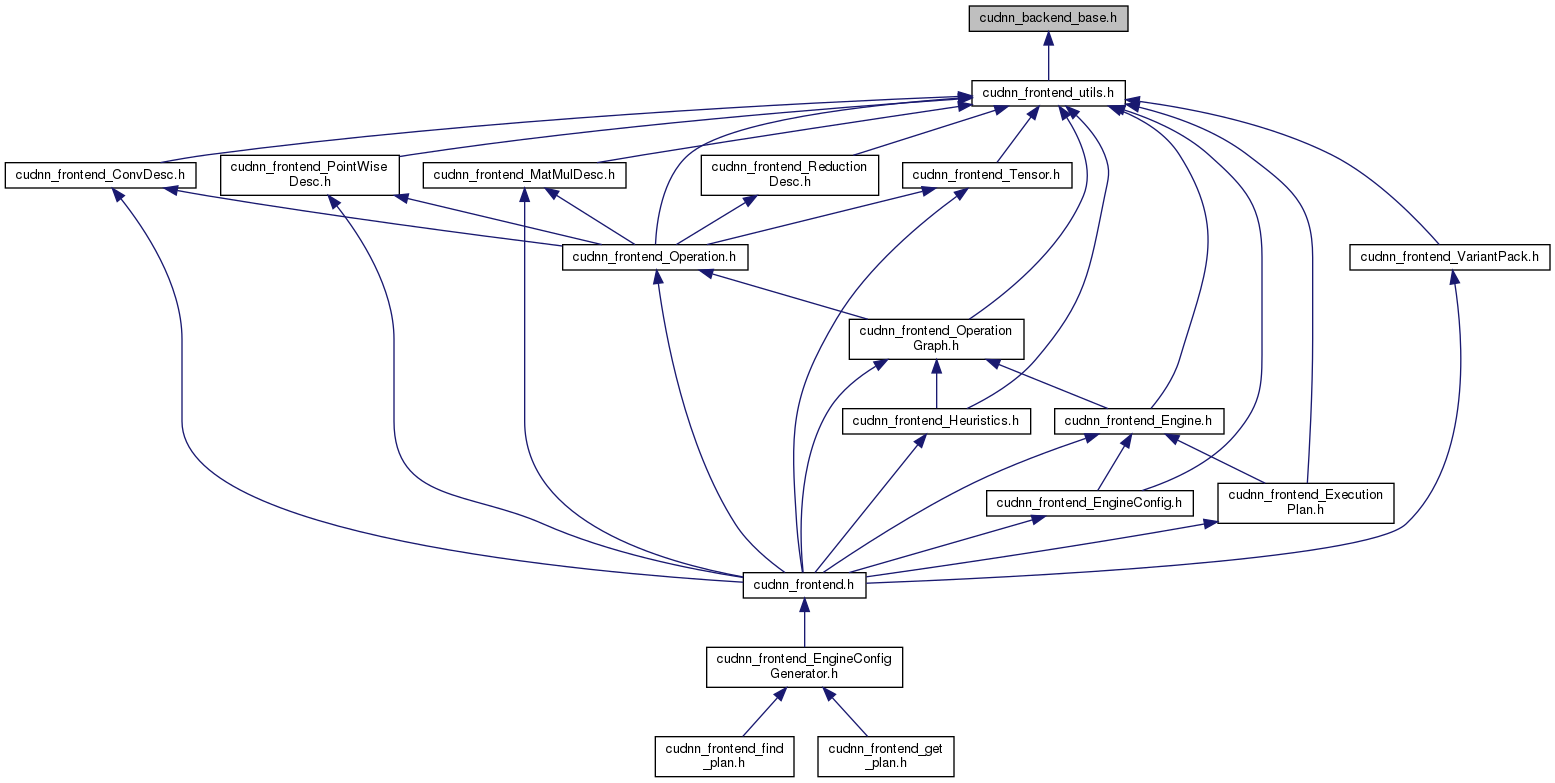 cudnn_backend_base.h
cudnn_frontend_utils.h
cudnn_frontend_ConvDesc.h
cudnn_frontend_PointWise
Desc.h
cudnn_frontend_MatMulDesc.h
cudnn_frontend_Reduction
Desc.h
cudnn_frontend_Tensor.h
cudnn_frontend_Operation.h
cudnn_frontend_VariantPack.h
cudnn_frontend_Operation
Graph.h
cudnn_frontend_Heuristics.h
cudnn_frontend_Engine.h
cudnn_frontend_EngineConfig.h
cudnn_frontend_Execution
Plan.h
cudnn_frontend.h
cudnn_frontend_EngineConfig
Generator.h
cudnn_frontend_find
_plan.h
cudnn_frontend_get
_plan.h